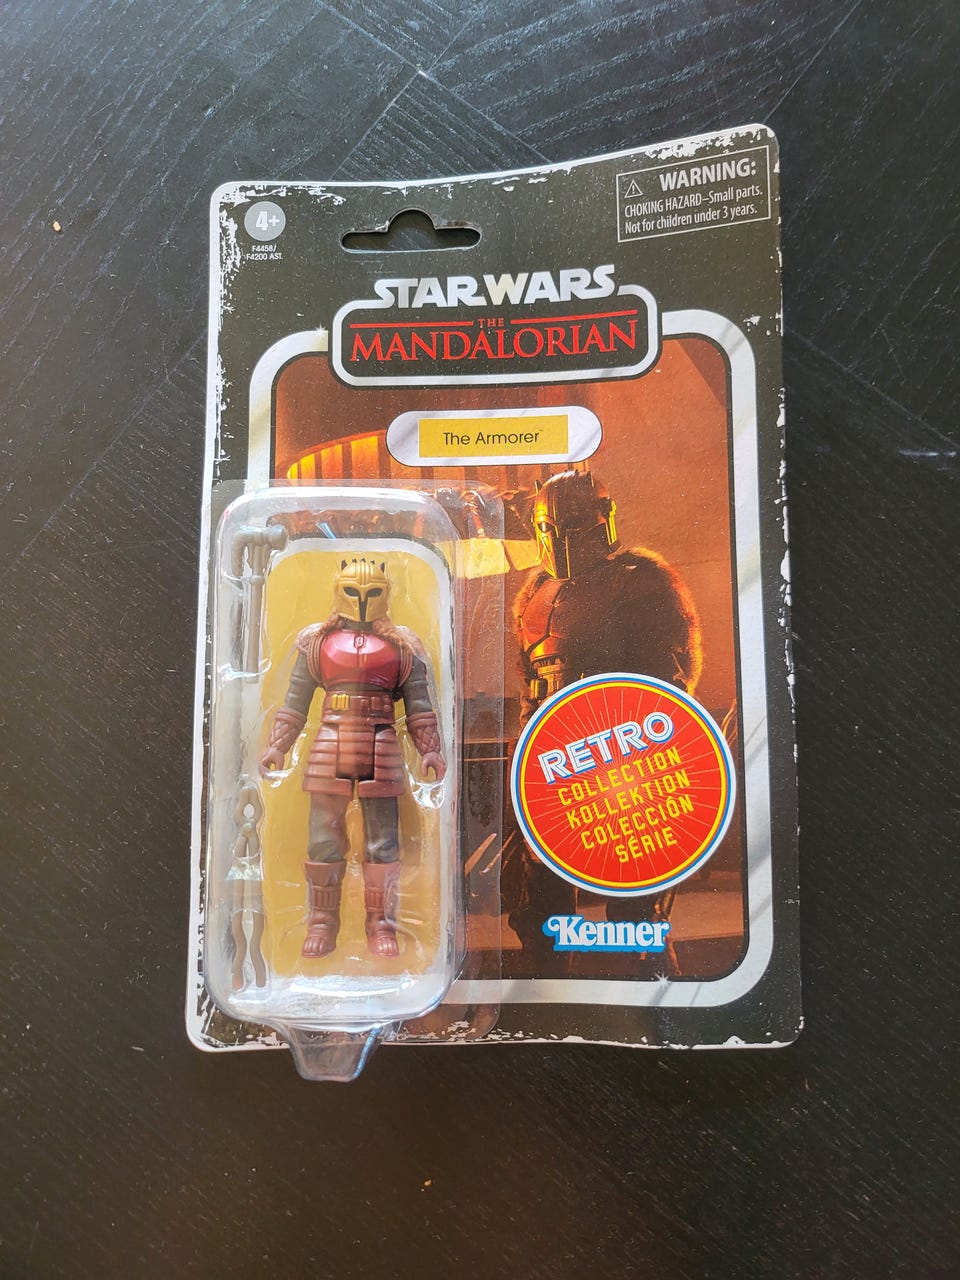 4+
F4458/
F4200 AST.
WARNING:
CHOKING HAZARD–Small parts.
Not for children under 3 years.
STAR WARS
THE
MANDALORIAN
The Armorer™
RETRO
COLLECTION
KOLLEKTION
COLECCIÓN
SÉRIE
Kenner